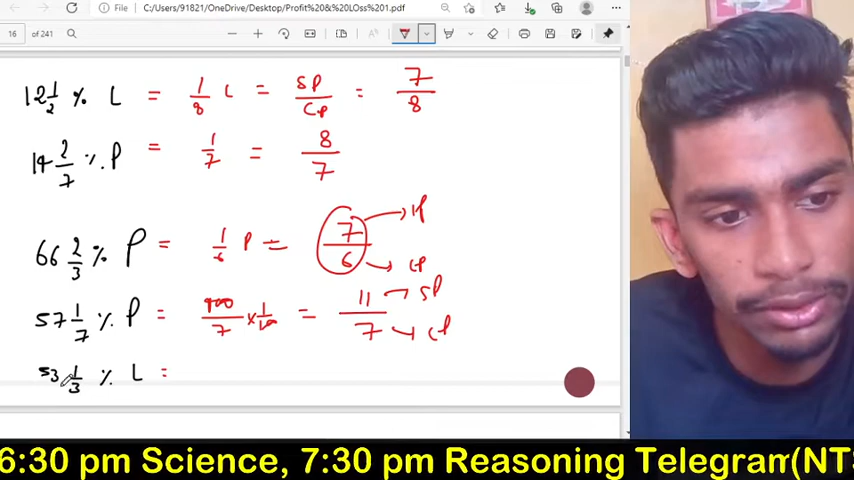 File | C:/Users/91821/OneDrive/Desktop/Profit%20&%20LOss%201.pdf
16 of 241
12 1/2 % L = 1/8 L = SP/CP = 7/8
14 2/7 % P = 1/7 = 8/7
66 2/3 % P = 1/6 P = 7/6
57 1/7 % P = 400/7 x 1/100 = 11/7 → SP → CP
53 1/3 % L =
6:30 pm Science, 7:30 pm Reasoning Telegram(NT